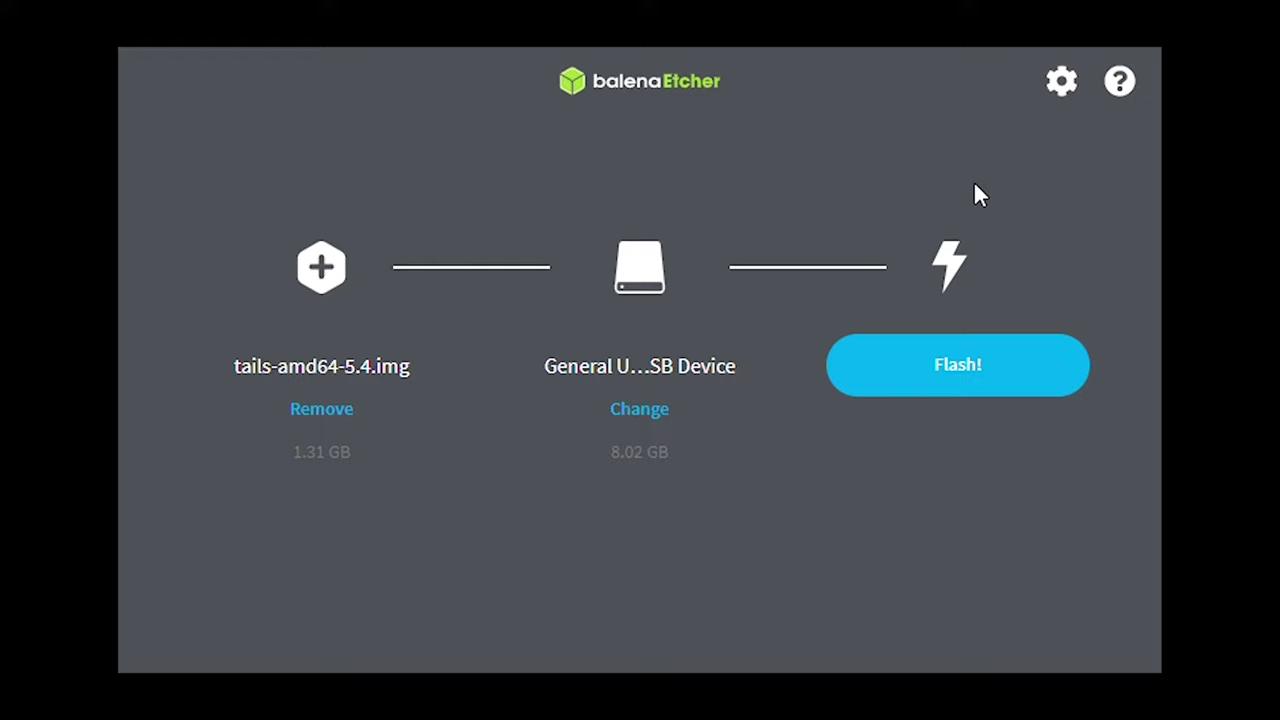 balenaEtcher
tails-amd64-5.4.img
General U...SB Device
Flash!
Remove
Change
1.31 GB
8.02 GB